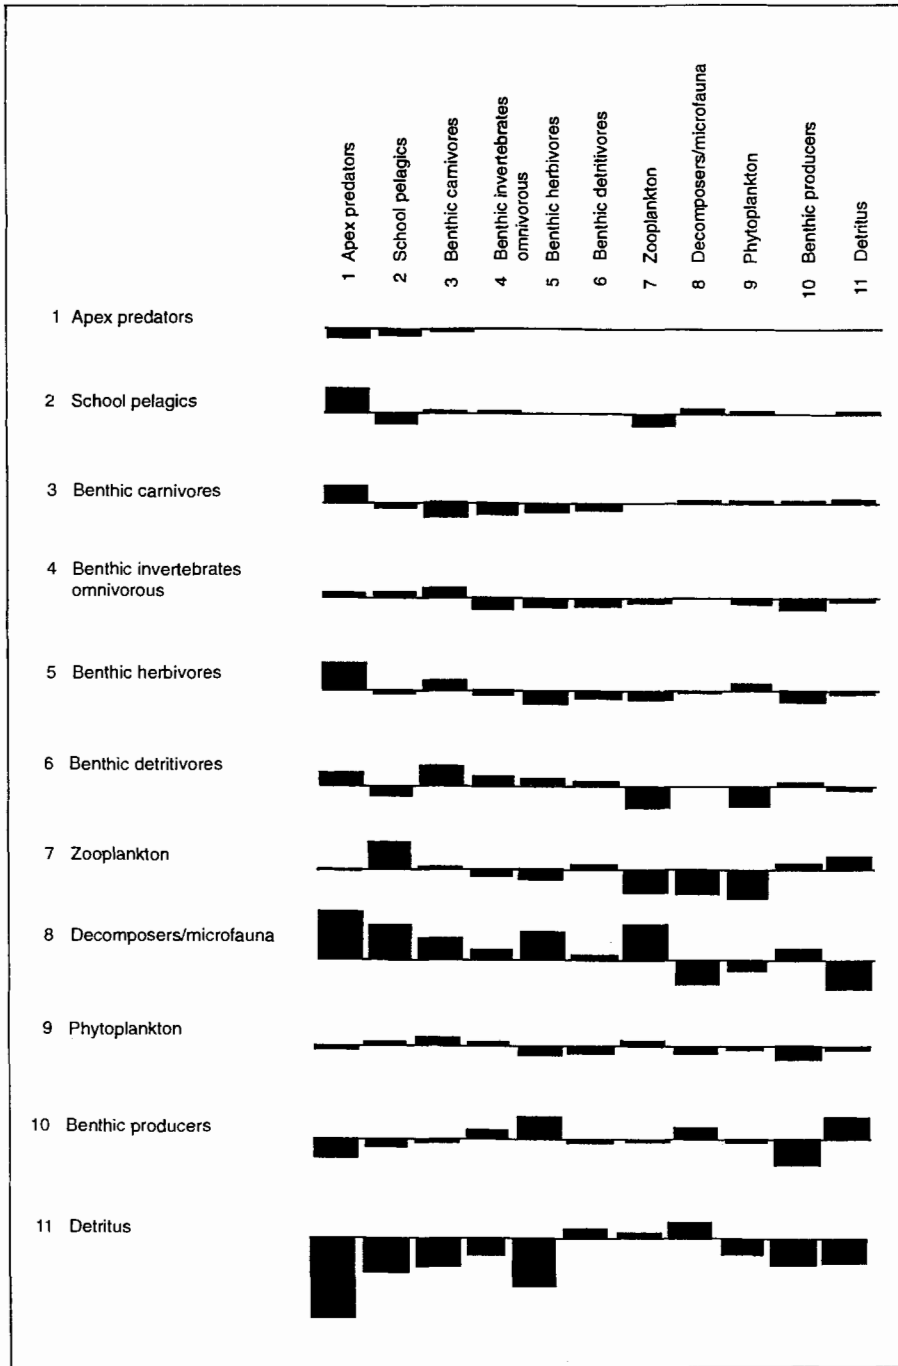 1 Apex predators
2 School pelagics
3 Benthic carnivores
4 Benthic invertebrates
omnivorous
5 Benthic herbivores
6 Benthic detritivores
7 Zooplankton
8 Decomposers/microfauna
9 Phytoplankton
10 Benthic producers
11 Detritus
1 Apex predators
2 School pelagics
3 Benthic carnivores
4 Benthic invertebrates
omnivorous
5 Benthic herbivores
6 Benthic detritivores
7 Zooplankton
8 Decomposers/microfauna
9 Phytoplankton
10 Benthic producers
11 Detritus